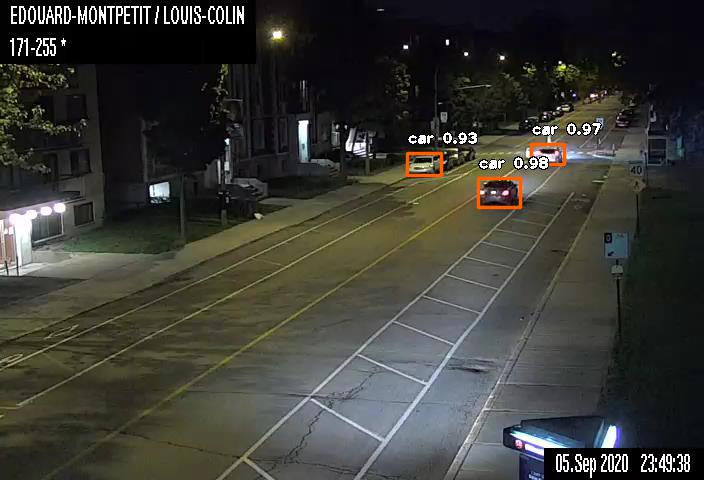 EDOUARD-MONTPETIT / LOUIS-COLIN
171-255 *
car 0.93
car 0.97
car 0.98
40
05.Sep 2020 23:49:38